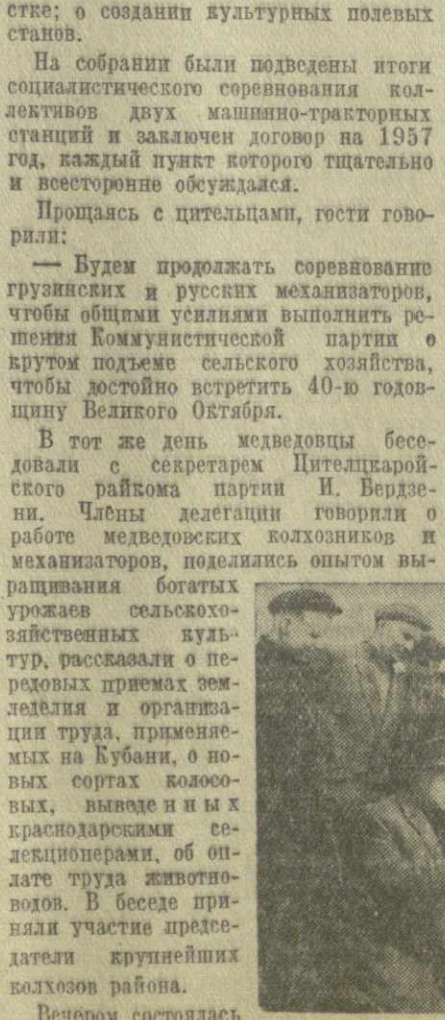 стке; о создании культурных полевых
станов.
На собрании были подведены итоги
социалистического соревнования кол-
лективов двух машинно-тракторных
станций и заключен договор на 1957
год, каждый пункт которого тщательно
и всесторонне обсуждался.
Прощаясь с цительцами, гости гово-
рили:
— Будем продолжать соревнование
грузинских и русских механизаторов,
чтобы общими усилиями выполнить ре-
шения Коммунистической партии о
крутом подъеме сельского хозяйства,
чтобы достойно встретить 40-ю годов-
щину Великого Октября.
В тот же день медведовцы бесе-
довали с секретарем Цителцкарой-
ского райкома партии И. Бердзе-
ни. Члены делегации говорили о
работе медведовских колхозников и
механизаторов, поделились опытом вы-
ращивания богатых
урожаев сельскохо-
зяйственных куль-
тур, рассказали о пе-
редовых приемах зем-
леделия и организа-
ции труда, применяе-
мых на Кубани, о но-
вых сортах колосо-
вых, выведенных
краснодарскими се-
лекционерами, об оп-
лате труда животно-
водов. В беседе при-
няли участие предсе-
датели крупнейших
колхозов района.
Вечером состоялась